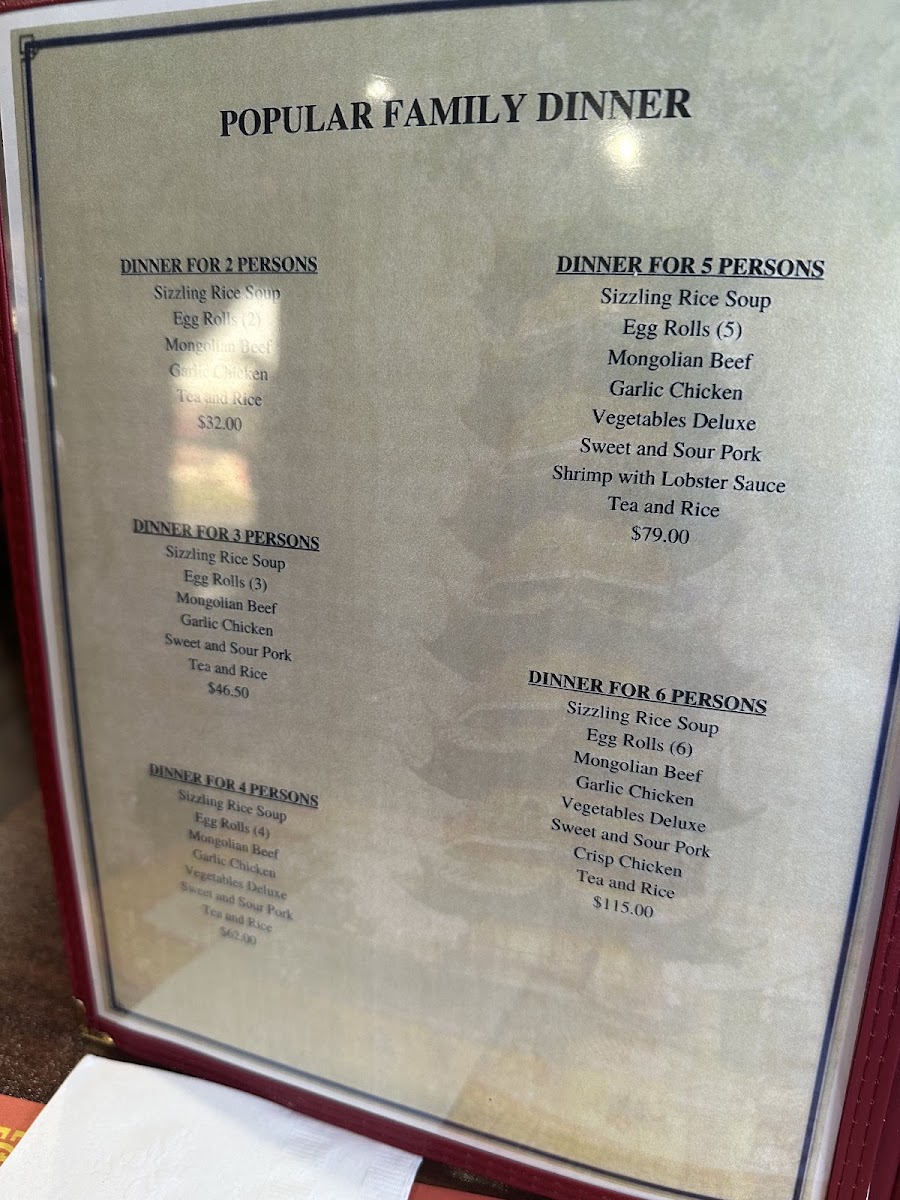 POPULAR FAMILY DINNER
DINNER FOR 2 PERSONS
Sizzling Rice Soup
Egg Rolls (2)
Mongolian Beef
Garlic Chicken
Tea and Rice
$32.00
DINNER FOR 3 PERSONS
Sizzling Rice Soup
Egg Rolls (3)
Mongolian Beef
Garlic Chicken
Sweet and Sour Pork
Tea and Rice
$46.50
DINNER FOR 4 PERSONS
Sizzling Rice Soup
Egg Rolls (4)
Mongolian Beef
Garlic Chicken
Vegetables Deluxe
Sweet and Sour Pork
Tea and Rice
$62.00
DINNER FOR 5 PERSONS
Sizzling Rice Soup
Egg Rolls (5)
Mongolian Beef
Garlic Chicken
Vegetables Deluxe
Sweet and Sour Pork
Shrimp with Lobster Sauce
Tea and Rice
$79.00
DINNER FOR 6 PERSONS
Sizzling Rice Soup
Egg Rolls (6)
Mongolian Beef
Garlic Chicken
Vegetables Deluxe
Sweet and Sour Pork
Crisp Chicken
Tea and Rice
$115.00